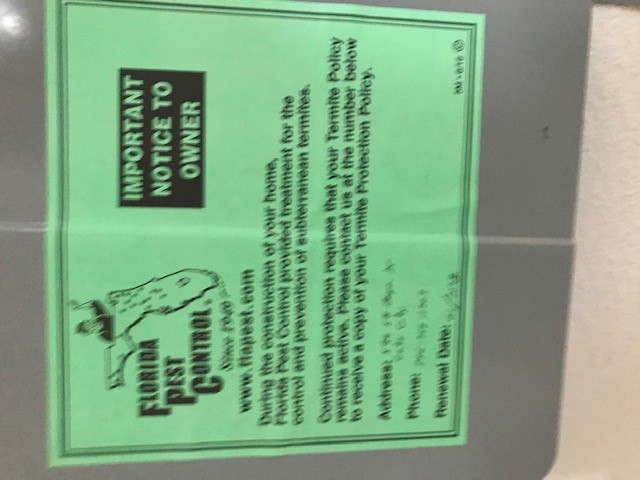 FLORIDA
PEST
CONTROL
Since 1949
IMPORTANT
NOTICE TO
OWNER
www.flapest.com
During the construction of your home,
Florida Pest Control provided treatment for the
control and prevention of subterranean termites.
Continued protection requires that your Termite Policy
remains active. Please contact us at the number below
to receive a copy of your Termite Protection Policy.
Address:
Phone:
Renewal Date: